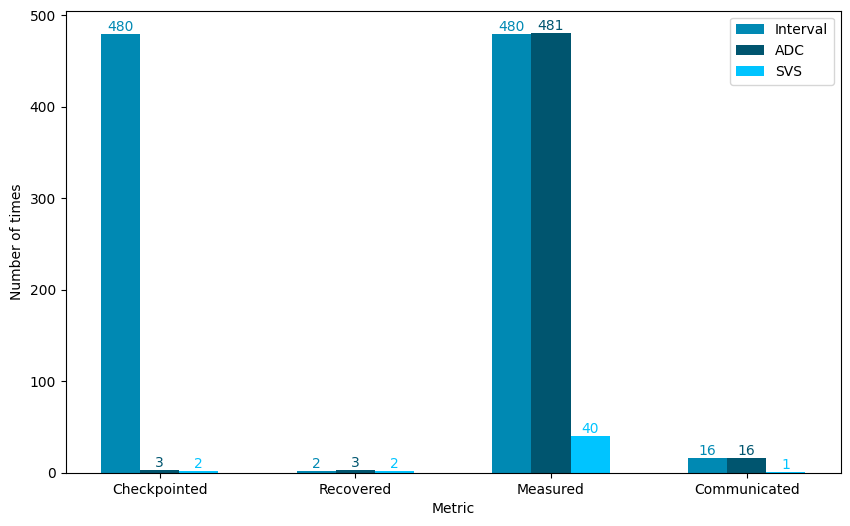 500
400
300
200
100
0
Number of times
480
3
2
2
3
2
480
481
40
16
16
1
Interval
ADC
SVS
Checkpointed
Recovered
Measured
Communicated
Metric